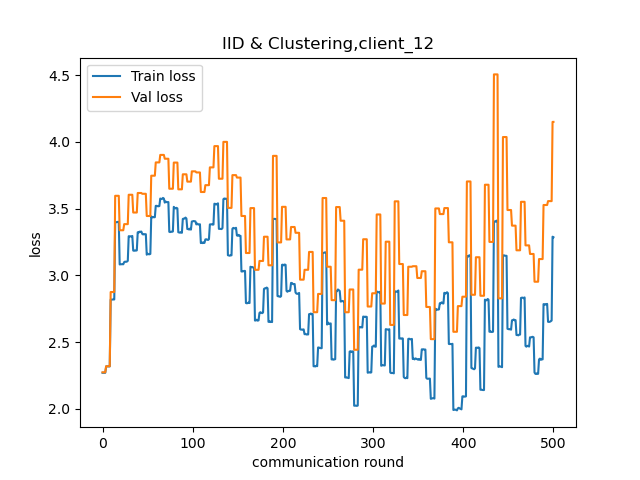 IID & Clustering,client_12
Train loss
Val loss
loss
4.5
4.0
3.5
3.0
2.5
2.0
0 100 200 300 400 500
communication round